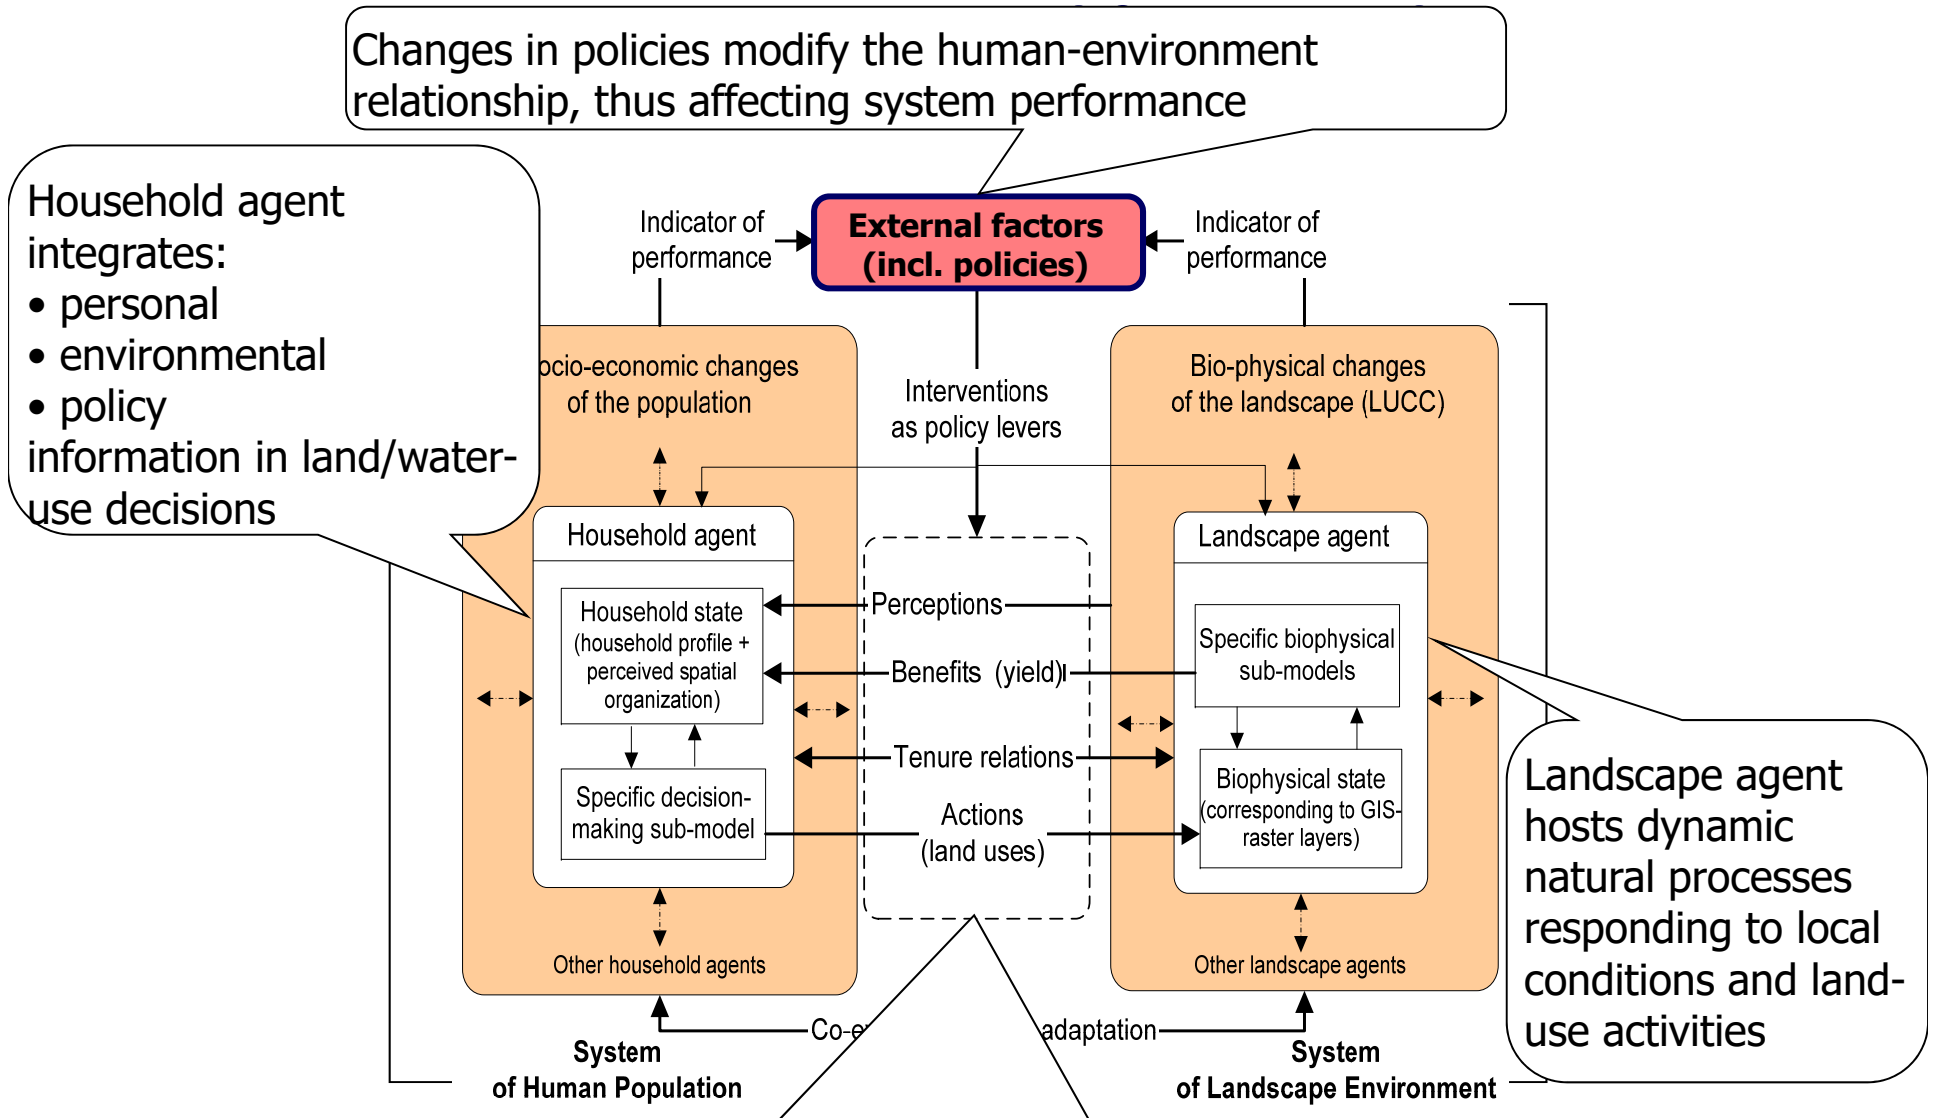 Changes in policies modify the human-environment
relationship, thus affecting system performance
Household agent
integrates:
• personal
• environmental
• policy
information in land/water-
use decisions
Indicator of
performance
External factors
(incl. policies)
Indicator of
performance
ocio-economic changes
of the population
Interventions
as policy levers
Bio-physical changes
of the landscape (LUCC)
Household agent
Household state
(household profile +
perceived spatial
organization)
Specific decision-
making sub-model
Other household agents
Perceptions
Benefits (yield)
Tenure relations
Actions
(land uses)
Landscape agent
Specific biophysical
sub-models
Biophysical state
(corresponding to GIS-
raster layers)
Other landscape agents
Landscape agent
hosts dynamic
natural processes
responding to local
conditions and land-
use activities
Co-e adaptation
System
of Human Population
System
of Landscape Environment